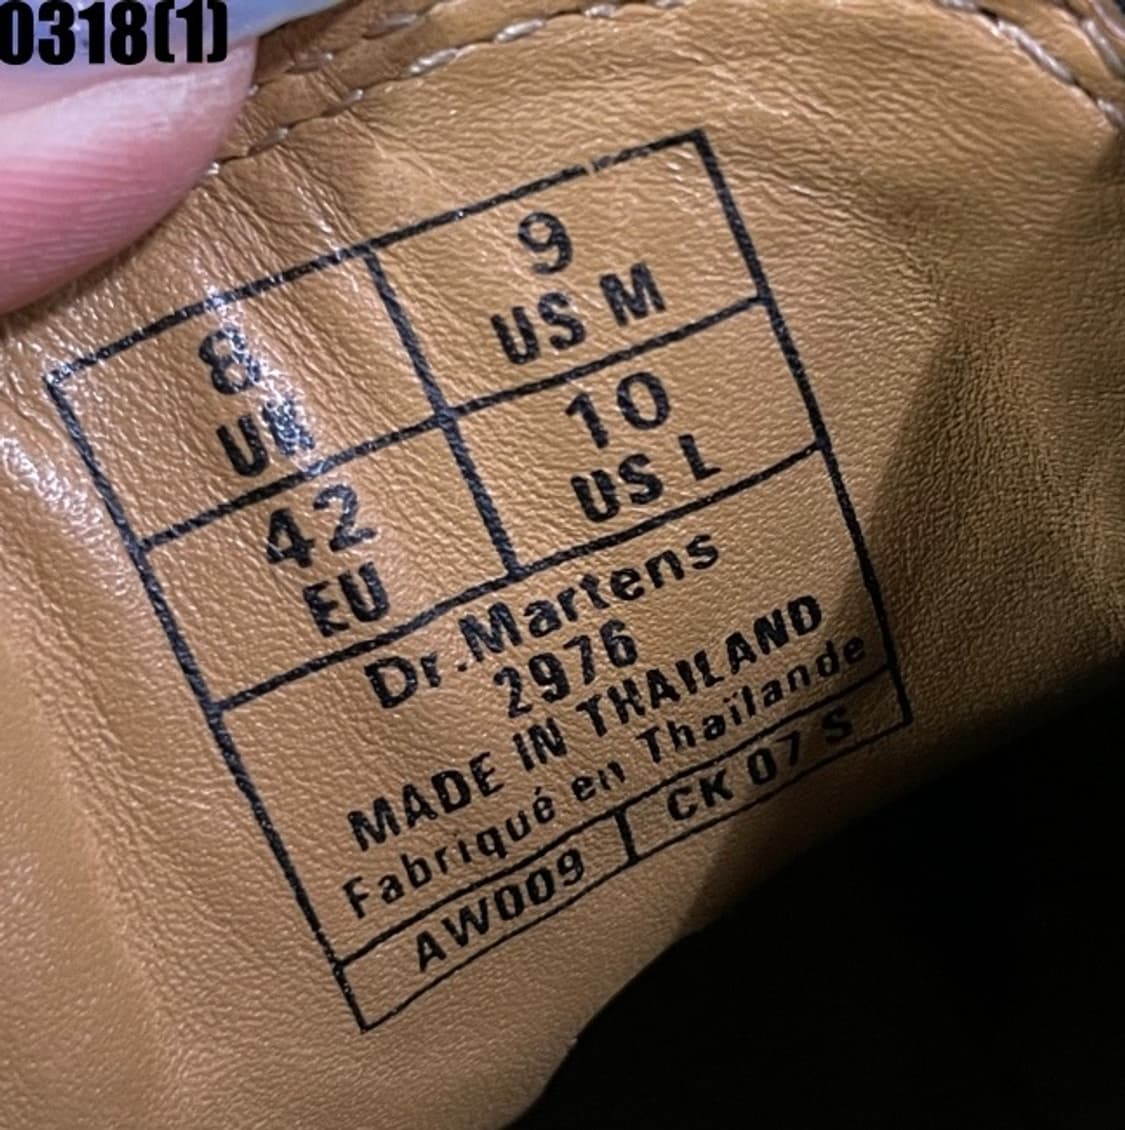 0318(1)
8
UK
9
US M
42
EU
10
US L
Dr.Martens
2976
MADE IN THAILAND
Fabriqué en Thaïlande
AW009
CK 07 S